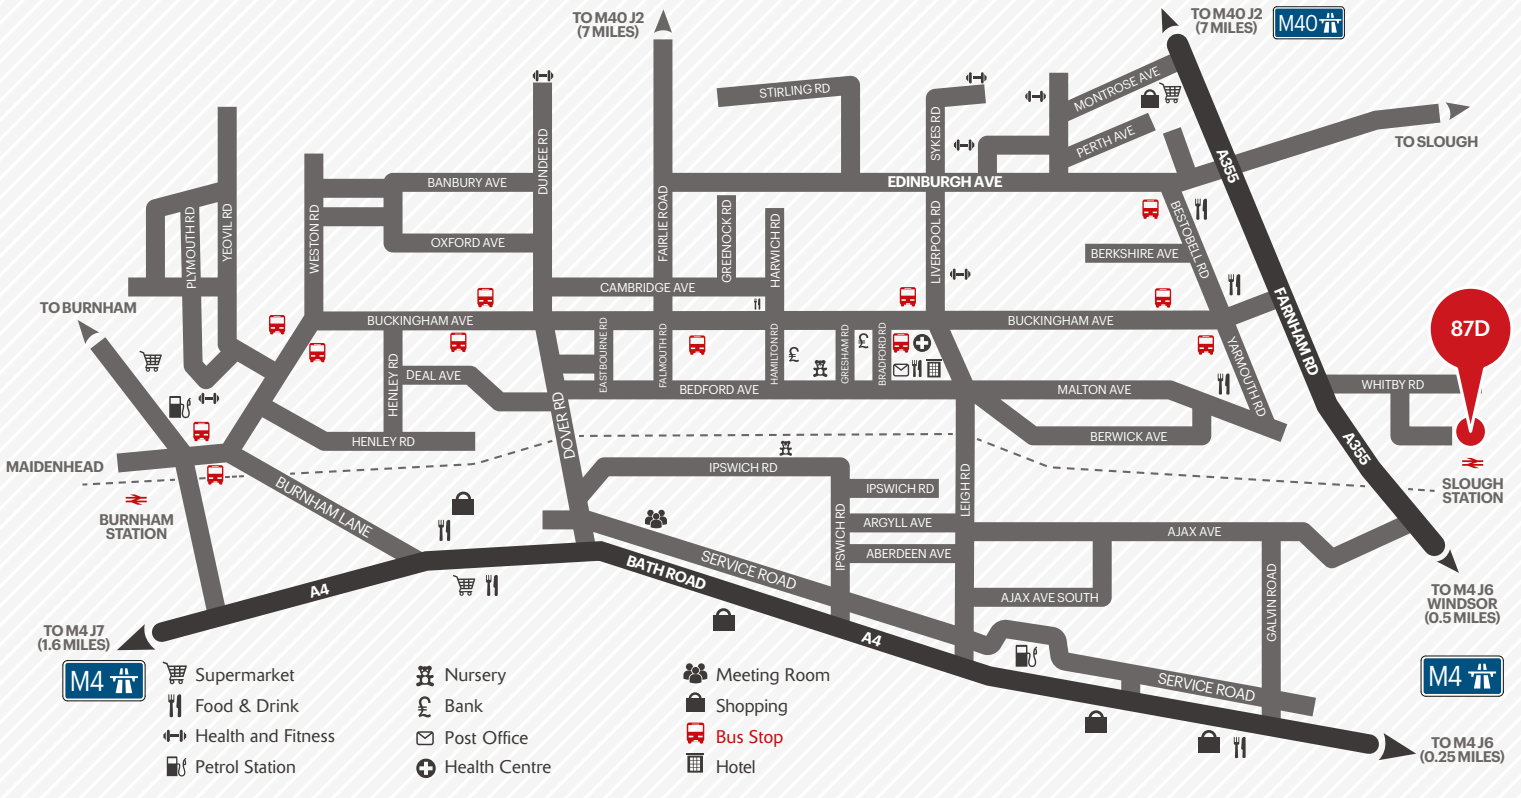 TO M40 J2
(7 MILES)
TO M40 J2
(7 MILES)
M40
STIRLING RD
MONTROSE AVE
PERTH AVE
SYKES RD
TO SLOUGH
A355
DUNDEE RD
BANBURY AVE
EDINBURGH AVE
PLYMOUTH RD
YEOVIL RD
WESTON RD
OXFORD AVE
FAIRLIE ROAD
GREENOCK RD
HARWICH RD
LIVERPOOL RD
BESTOBELL RD
BERKSHIRE AVE
TO BURNHAM
CAMBRIDGE AVE
BUCKINGHAM AVE
BUCKINGHAM AVE
FARNHAM RD
87D
EASTBOURNE RD
FALMOUTH RD
HAMILTON RD
GRESHAM RD
BRADFORD RD
YARMOUTH RD
HENLEY RD
DEAL AVE
BEDFORD AVE
MALTON AVE
WHITBY RD
HENLEY RD
DOVER RD
BERWICK AVE
A355
MAIDENHEAD
BURNHAM
STATION
BURNHAM LANE
IPSWICH RD
IPSWICH RD
IPSWICH RD
LEIGH RD
SLOUGH
STATION
ARGYLL AVE
AJAX AVE
ABERDEEN AVE
SERVICE ROAD
BATH ROAD
A4
A4
AJAX AVE SOUTH
GALVIN ROAD
TO M4 J6
WINDSOR
(0.5 MILES)
TO M4 J7
(1.6 MILES)
M4
SERVICE ROAD
M4
TO M4 J6
(0.25 MILES)
Supermarket
Food & Drink
Health and Fitness
Petrol Station
Nursery
£ Bank
Post Office
Health Centre
Meeting Room
Shopping
Bus Stop
Hotel
£
£